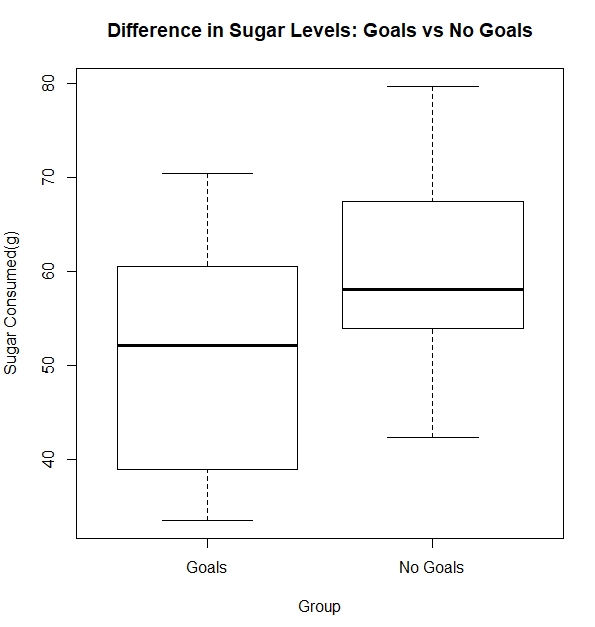 Difference in Sugar Levels: Goals vs No Goals
80
70
60
50
40
Sugar Consumed(g)
Goals
No Goals
Group